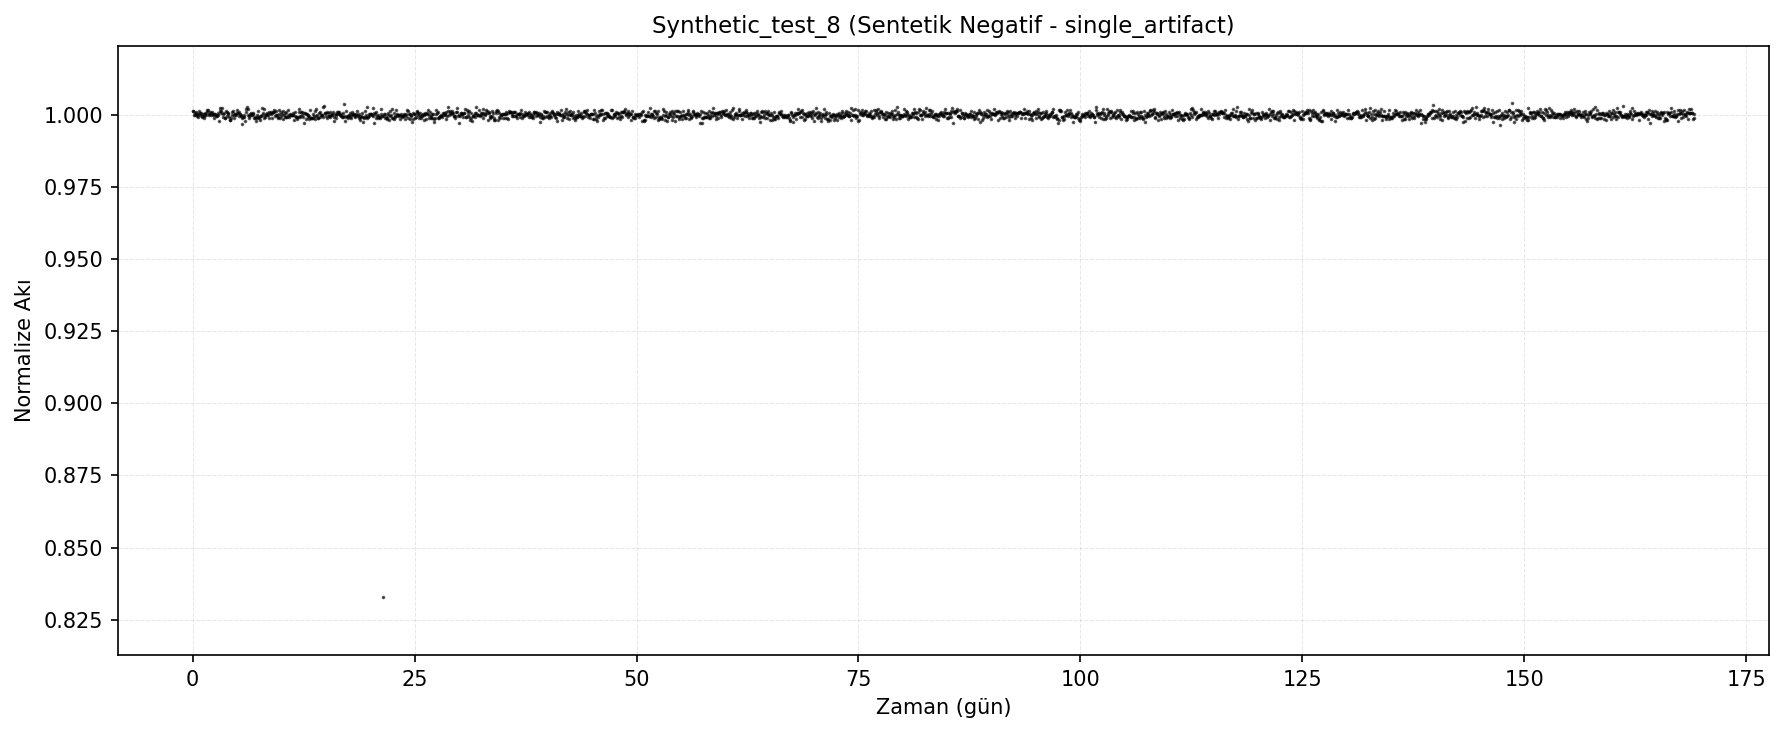 Synthetic_test_8 (Sentetik Negatif - single_artifact)
Normalize Akı
1.000
0.975
0.950
0.925
0.900
0.875
0.850
0.825
0 25 50 75 100 125 150 175
Zaman (gün)